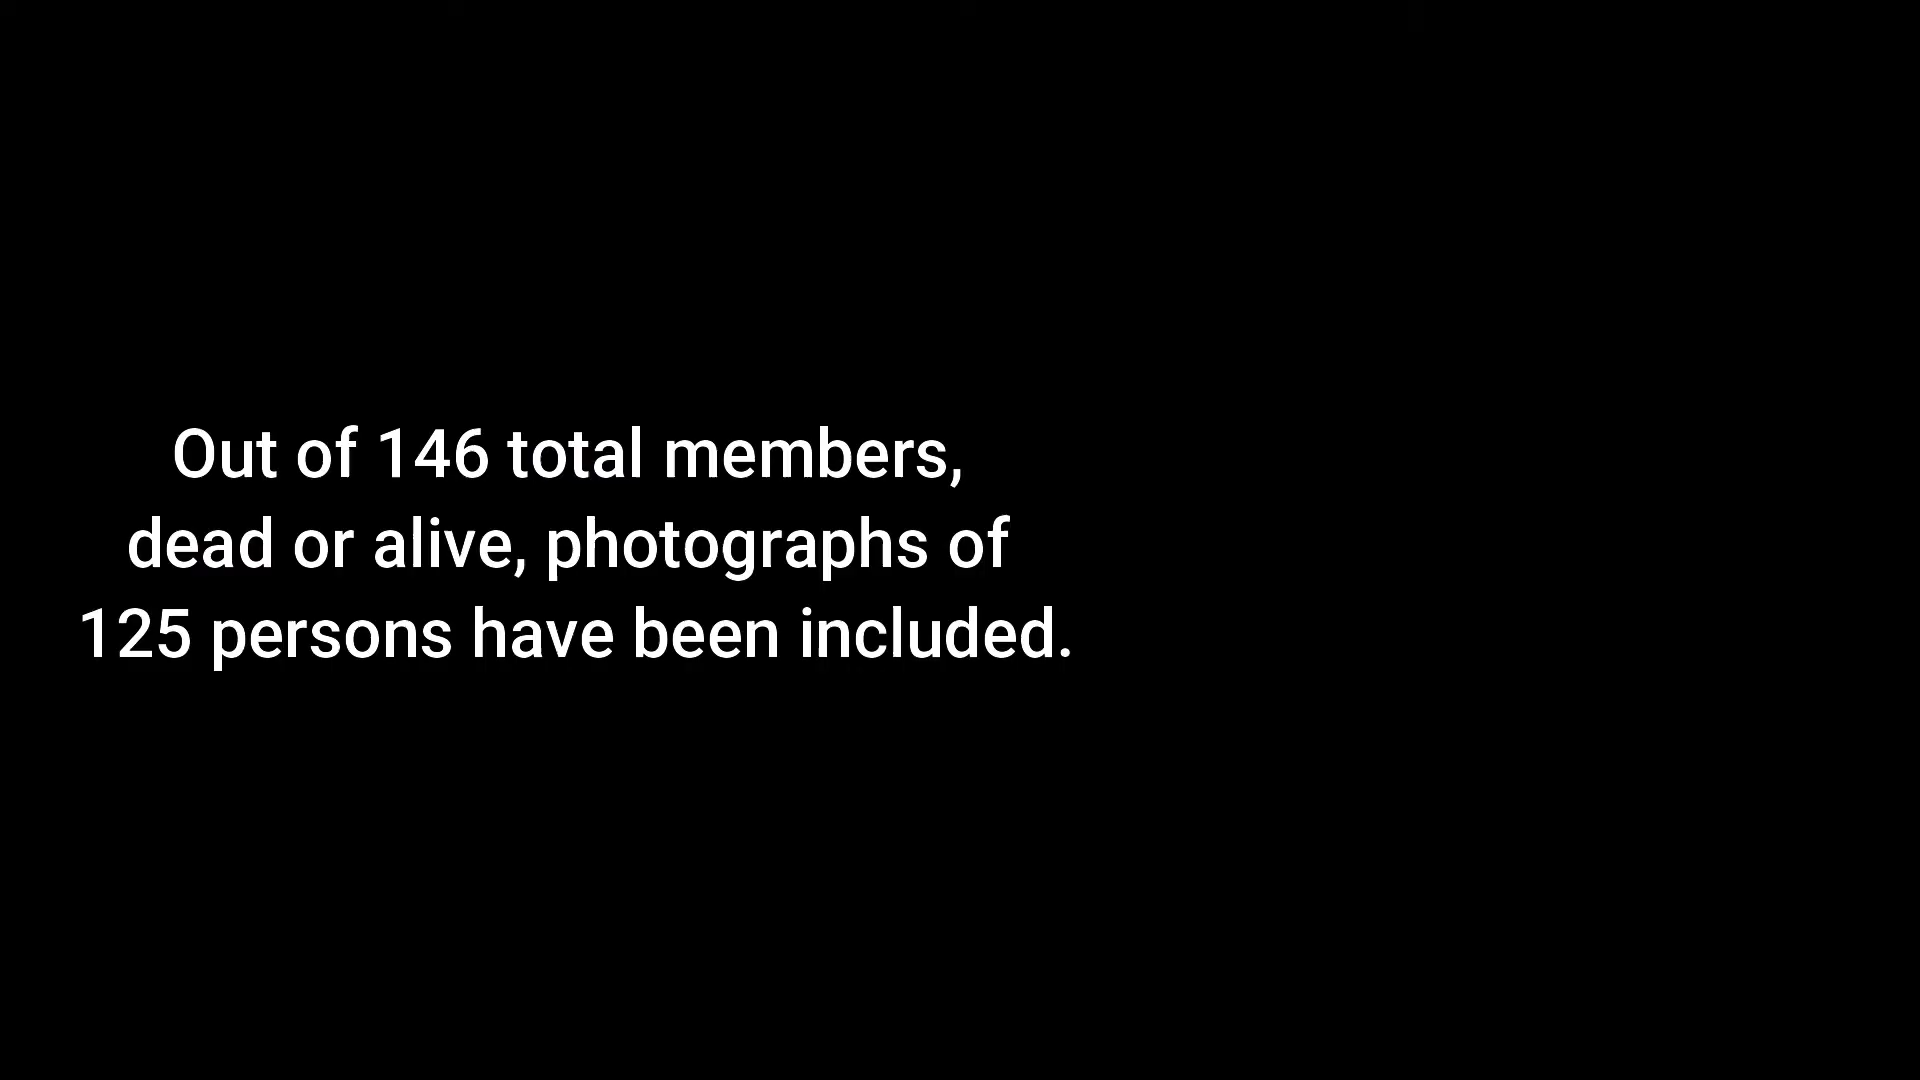 Out of 146 total members,
dead or alive, photographs of
125 persons have been included.